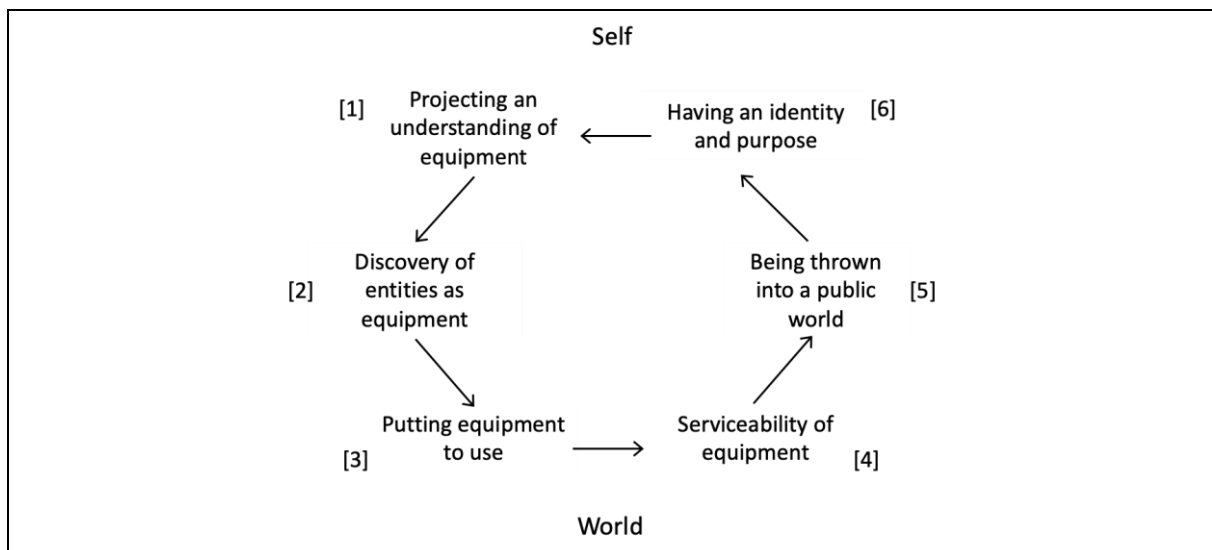 Self
[1]
Projecting an
understanding of
equipment
Having an identity
and purpose
[6]
[2]
Discovery of
entities as
equipment
Being thrown
into a public
world
[5]
[3]
Putting equipment
to use
Serviceability of
equipment
[4]
World